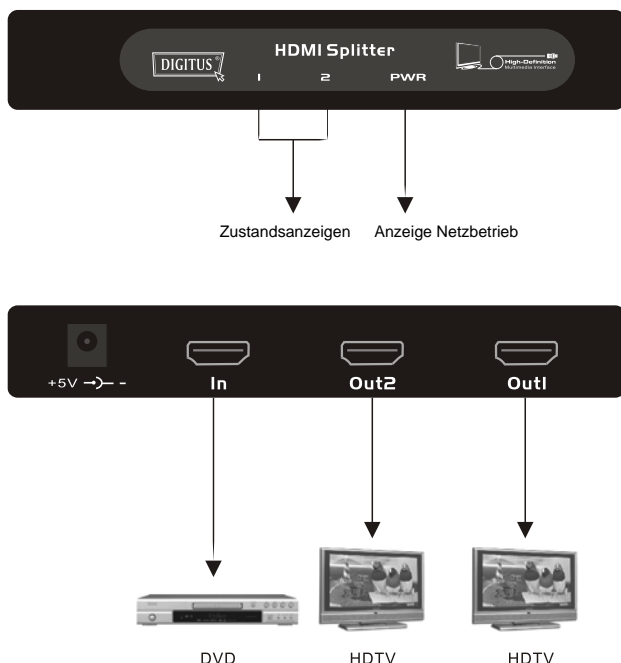 DIGITUS®
HDMI Splitter
1 2 PWR
High-Definition
Multimedia Interface
Zustandsanzeigen Anzeige Netzbetrieb
+5V -
In Out2 Out1
DVD HDTV HDTV